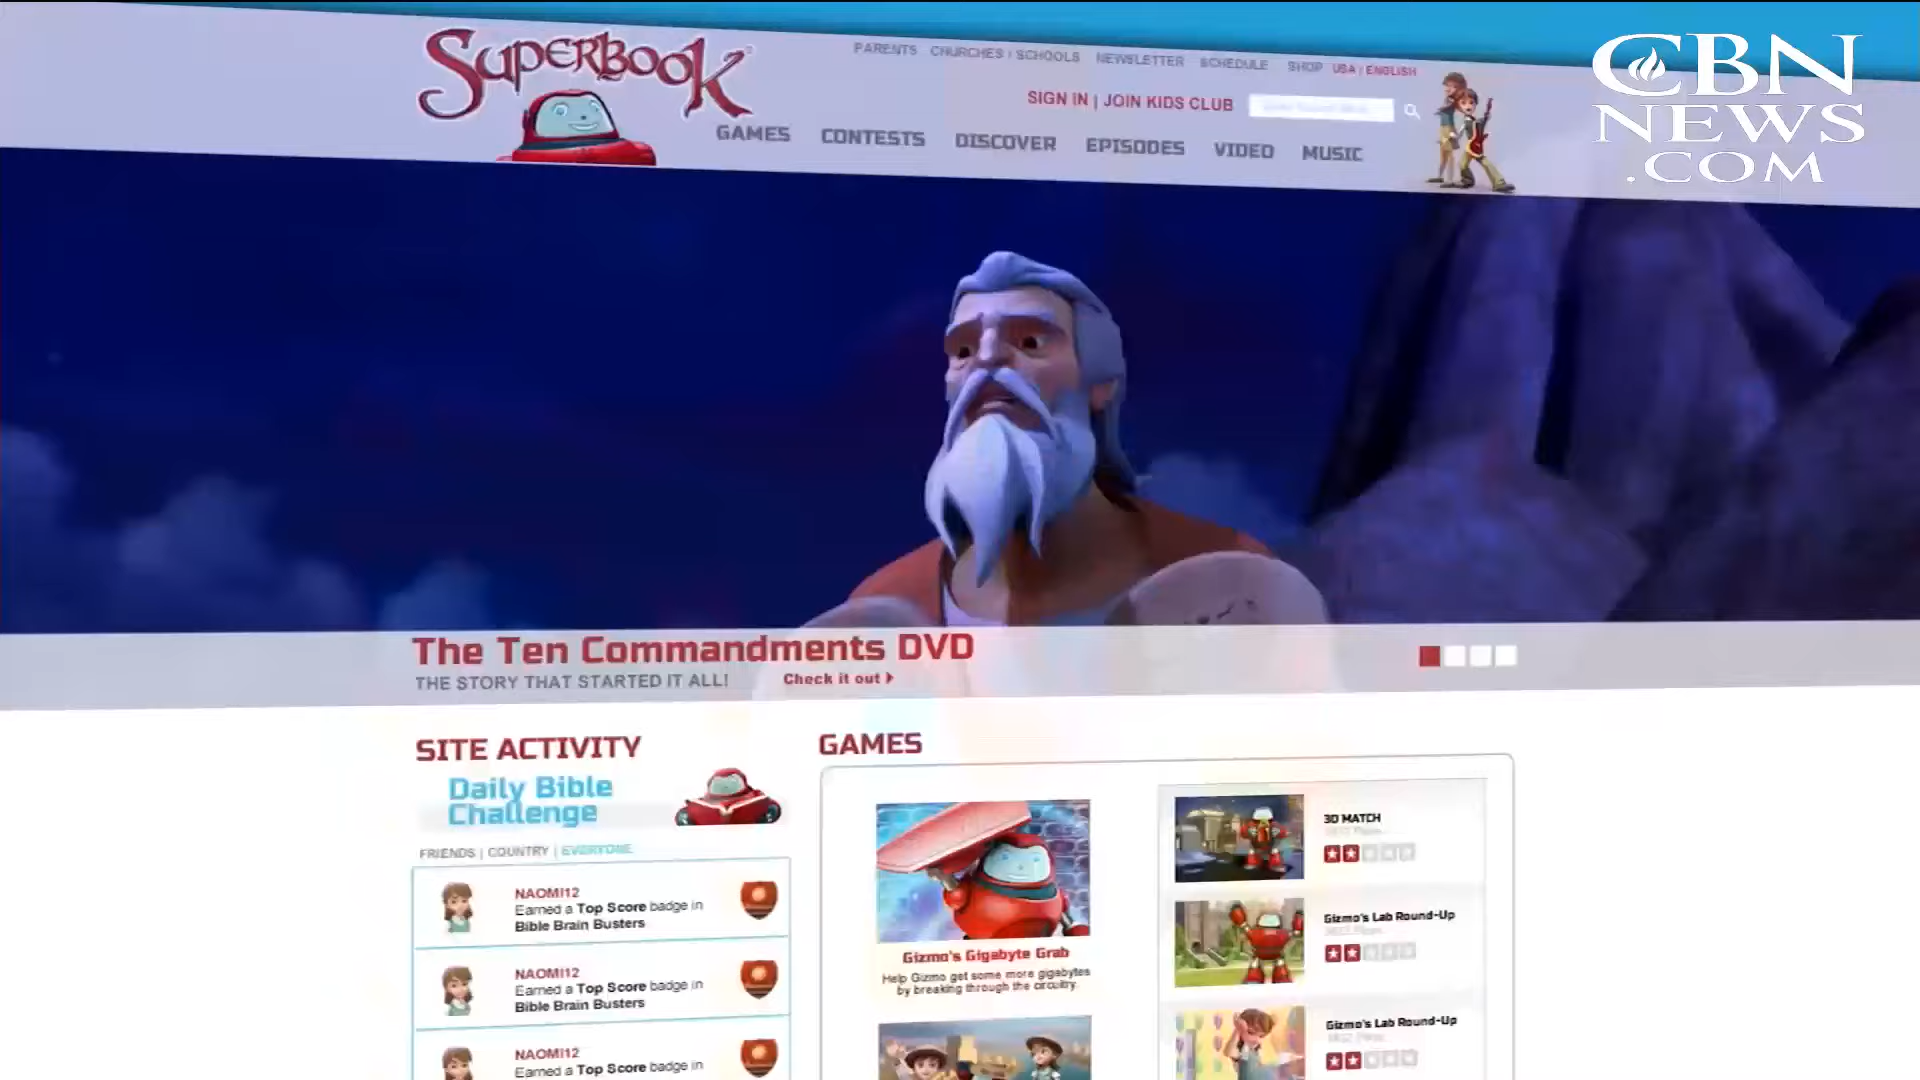 SUPERBOOK
PARENTS
CHURCHES | SCHOOLS
NEWSLETTER
SCHEDULE
SHOP
USA | ENGLISH
SIGN IN | JOIN KIDS CLUB
GAMES
CONTESTS
DISCOVER
EPISODES
VIDEO
MUSIC
CBN
NEWS
.COM
The Ten Commandments DVD
THE STORY THAT STARTED IT ALL!
Check it out
SITE ACTIVITY
Daily Bible
Challenge
FRIENDS | COUNTRY | EVERYONE
NAOMI12
Earned a Top Score badge in
Bible Brain Busters
NAOMI12
Earned a Top Score badge in
Bible Brain Busters
NAOMI12
Earned a Top Score badge in
GAMES
Gizmo's Gigabyte Grab
Help Gizmo get some more gigabytes
by breaking through the circuitry.
3D MATCH
Gizmo's Lab Round-Up
Gizmo's Lab Round-Up